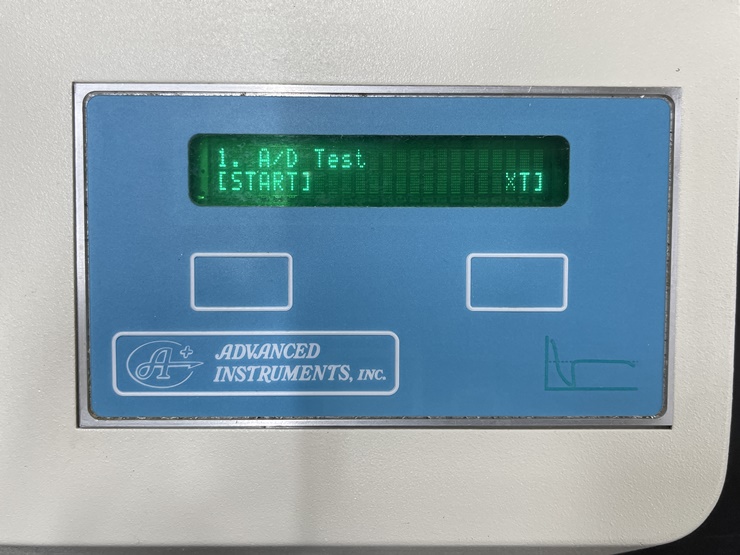 1. A/D Test
[START] XT]
A+
ADVANCED
INSTRUMENTS, INC.